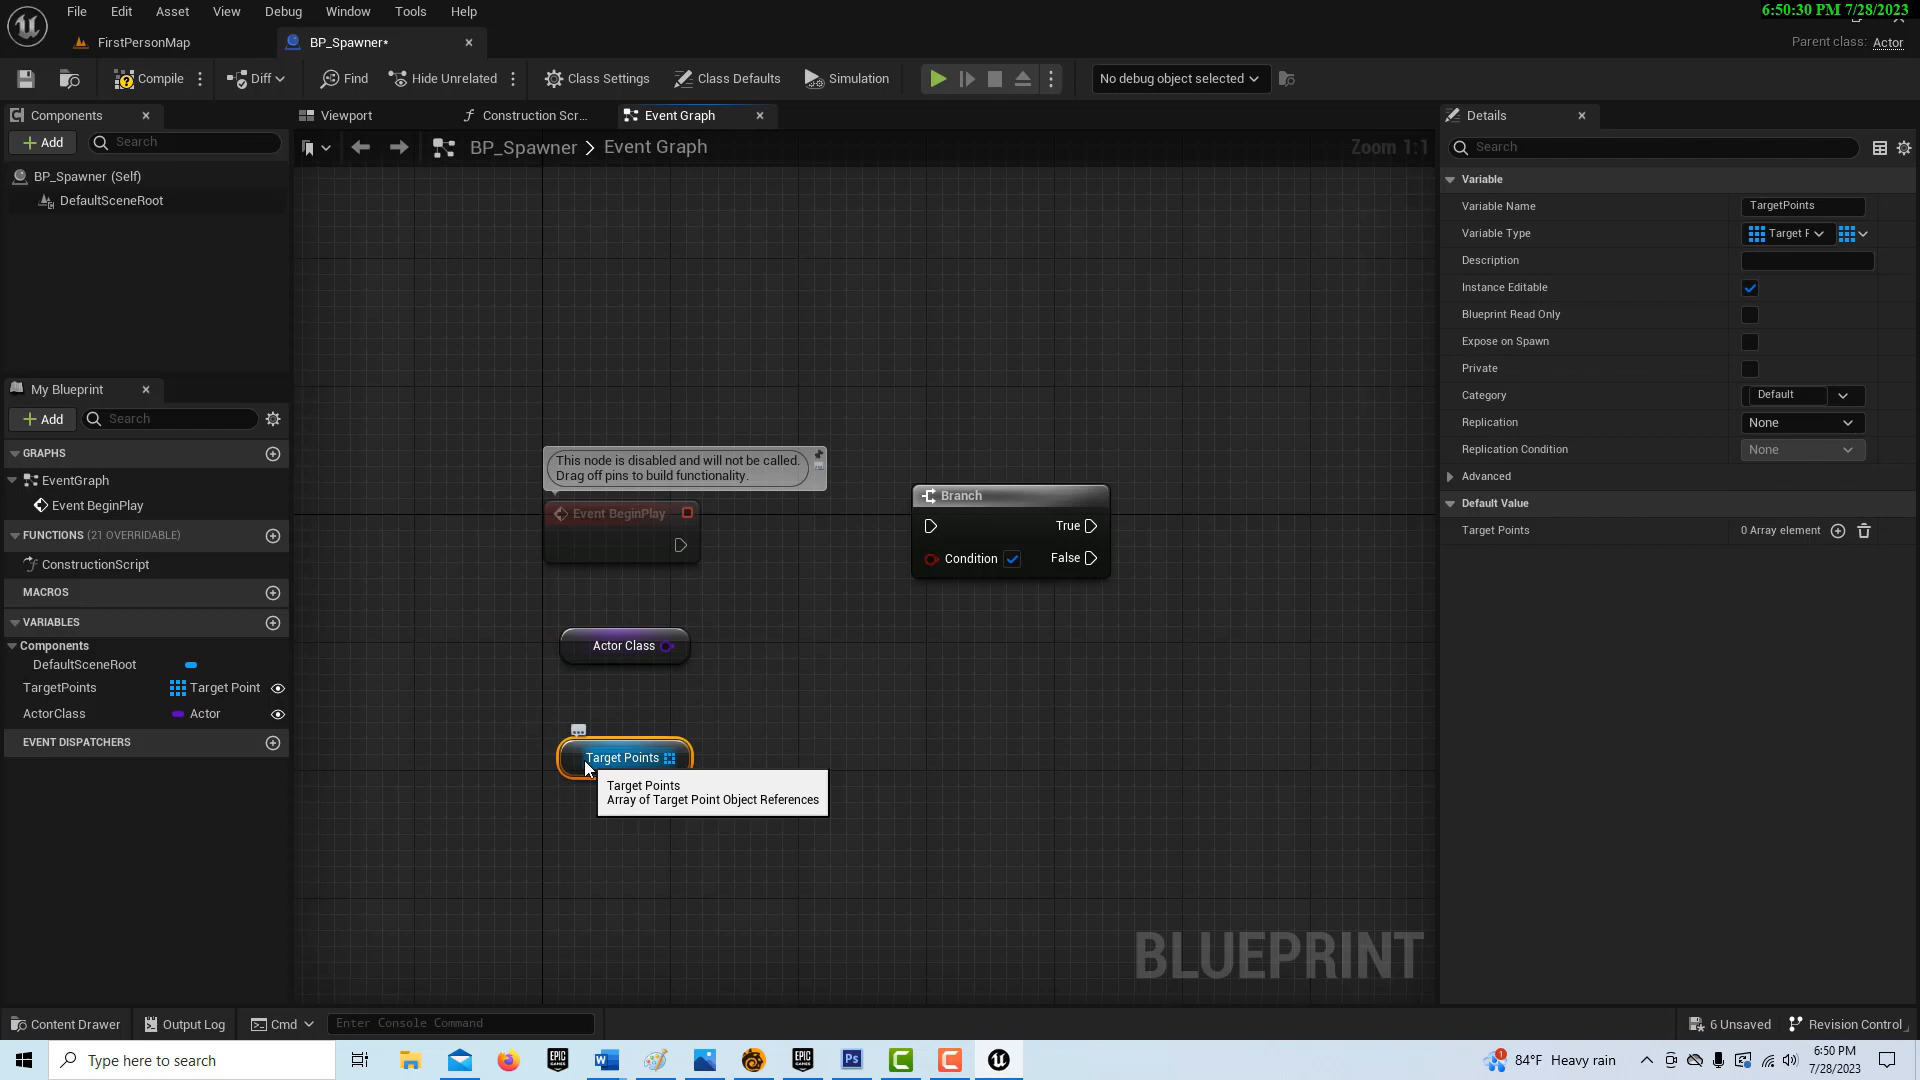 File Edit Asset View Debug Window Tools Help
6:50:30 PM 7/28/2023
FirstPersonMap
BP_Spawner*
Parent class: Actor
Compile
Diff
Find
Hide Unrelated
Class Settings
Class Defaults
Simulation
No debug object selected
Components
Viewport
Construction Scr...
Event Graph
Details
Add
Search
BP_Spawner > Event Graph
Zoom 1:1
Search
BP_Spawner (Self)
DefaultSceneRoot
My Blueprint
Add
Search
GRAPHS
EventGraph
Event BeginPlay
FUNCTIONS (21 OVERRIDABLE)
ConstructionScript
MACROS
VARIABLES
Components
DefaultSceneRoot
TargetPoints Target Point
ActorClass Actor
EVENT DISPATCHERS
This node is disabled and will not be called.
Drag off pins to build functionality.
Event BeginPlay
Branch
True
Condition
False
Actor Class
Target Points
Target Points
Array of Target Point Object References
BLUEPRINT
Variable
Variable Name TargetPoints
Variable Type Target P
Description
Instance Editable
Blueprint Read Only
Expose on Spawn
Private
Category Default
Replication None
Replication Condition None
Advanced
Default Value
Target Points 0 Array element
Content Drawer
Output Log
Cmd
Enter Console Command
6 Unsaved
Revision Control
Type here to search
EPIC GAMES
W
EPIC GAMES
Ps
1
84°F Heavy rain
6:50 PM
7/28/2023